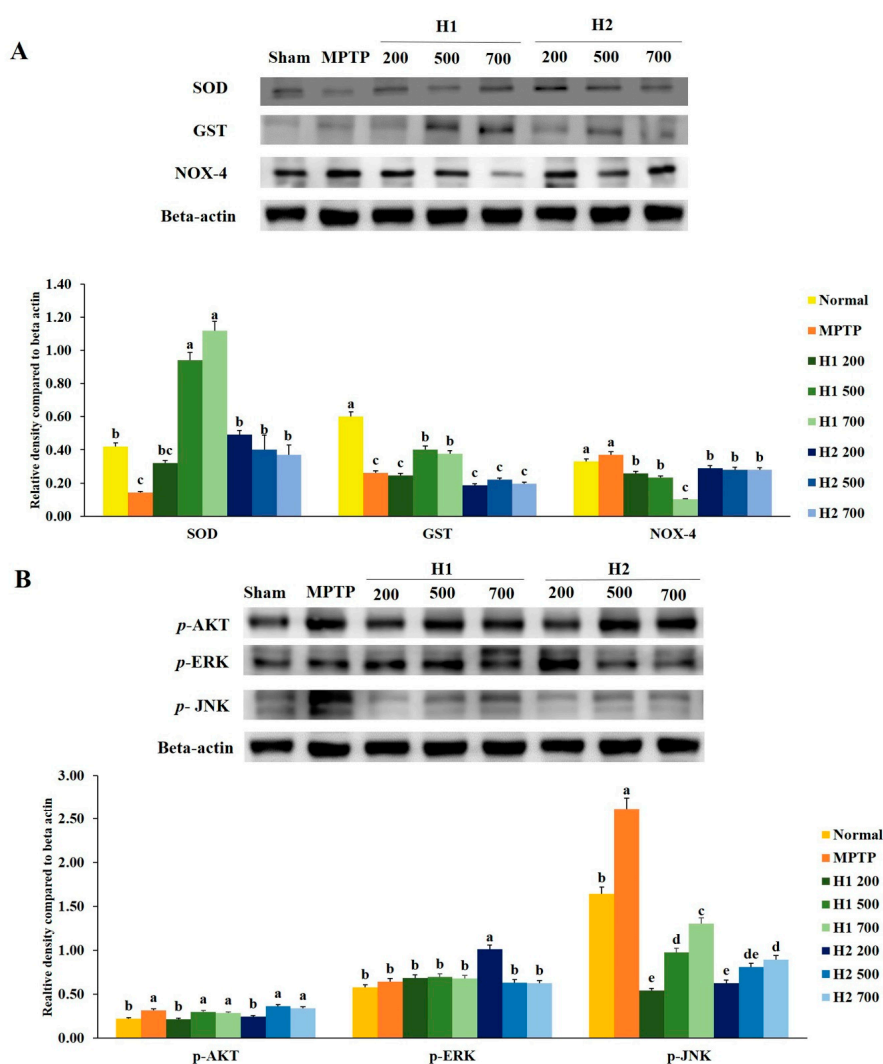 A
H1 H2
Sham MPTP 200 500 700 200 500 700
SOD
GST
NOX-4
Beta-actin
Relative density compared to beta actin
1.40
1.20
1.00
0.80
0.60
0.40
0.20
0.00
b c bc a a b b b
a c c b b c c c
a a b b c b b b
SOD GST NOX-4
Normal
MPTP
H1 200
H1 500
H1 700
H2 200
H2 500
H2 700
B
H1 H2
Sham MPTP 200 500 700 200 500 700
p-AKT
p-ERK
p- JNK
Beta-actin
Realitive density compared to beta actin
3.00
2.50
2.00
1.50
1.00
0.50
0.00
b a b a a b a a
b b b b b a b b
b a e d c e de d
p-AKT p-ERK p-JNK
Normal
MPTP
H1 200
H1 500
H1 700
H2 200
H2 500
H2 700